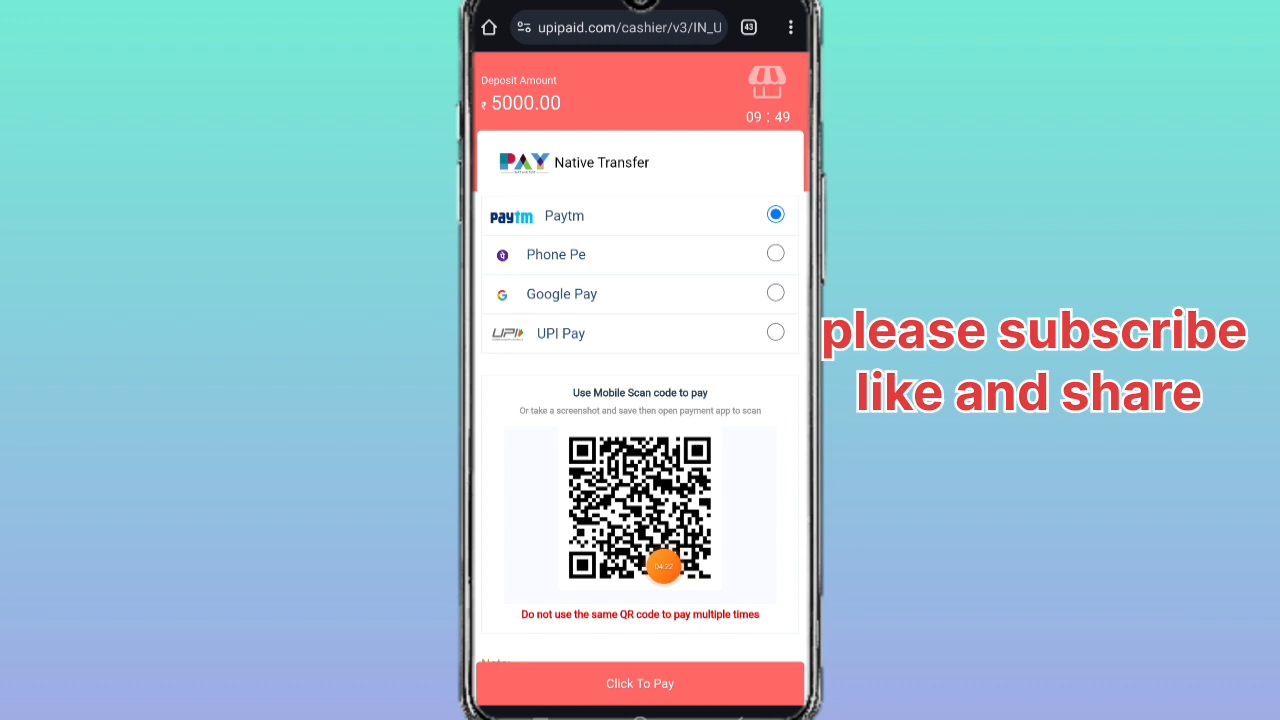 upipaid.com/cashier/v3/IN_U
43
Deposit Amount
₹ 5000.00
09 : 49
PAY Native Transfer
paytm Paytm
Phone Pe
Google Pay
UPI UPI Pay
Use Mobile Scan code to pay
Or take a screenshot and save then open payment app to scan
04:22
Do not use the same QR code to pay multiple times
Click To Pay
please subscribe
like and share